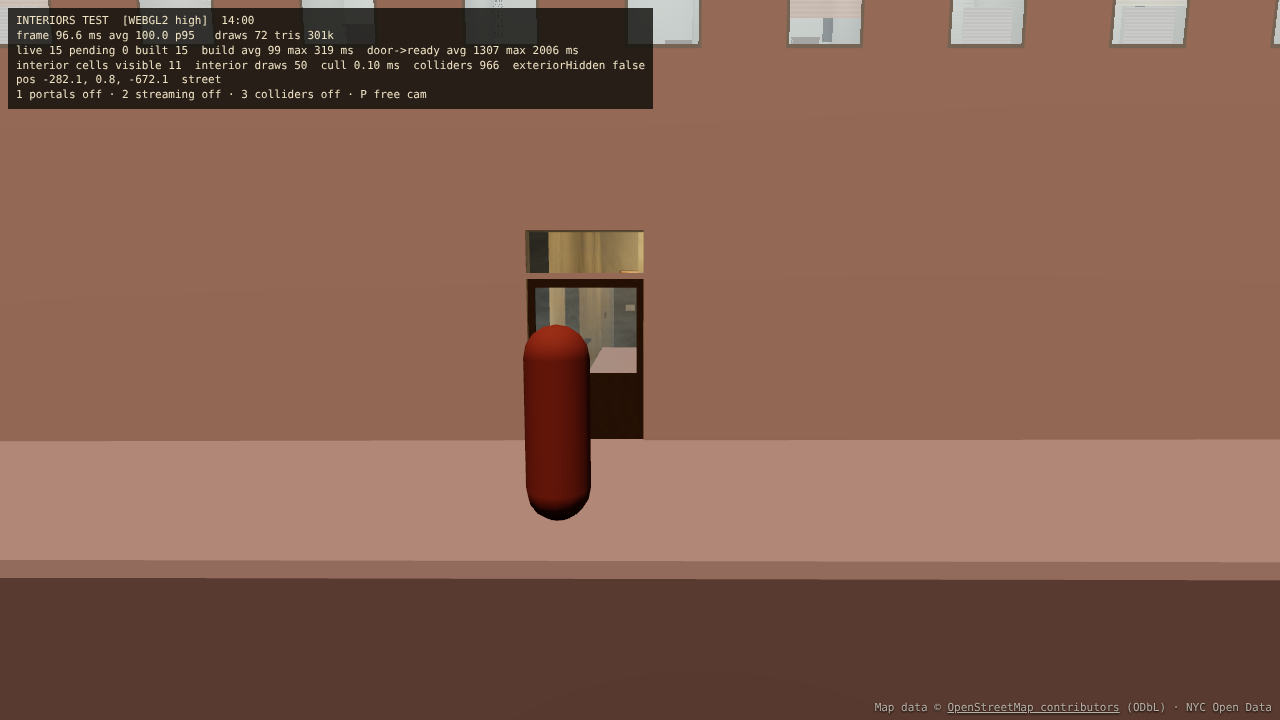 INTERIORS TEST  [WEBGL2 high]  14:00
frame 96.6 ms avg 100.0 p95   draws 72 tris 301k
live 15 pending 0 built 15  build avg 99 max 319 ms  door->ready avg 1307 max 2006 ms
interior cells visible 11  interior draws 50  cull 0.10 ms  colliders 966  exteriorHidden false
pos -282.1, 0.8, -672.1  street
1 portals off · 2 streaming off · 3 colliders off · P free cam
Map data © OpenStreetMap contributors (ODbL) · NYC Open Data